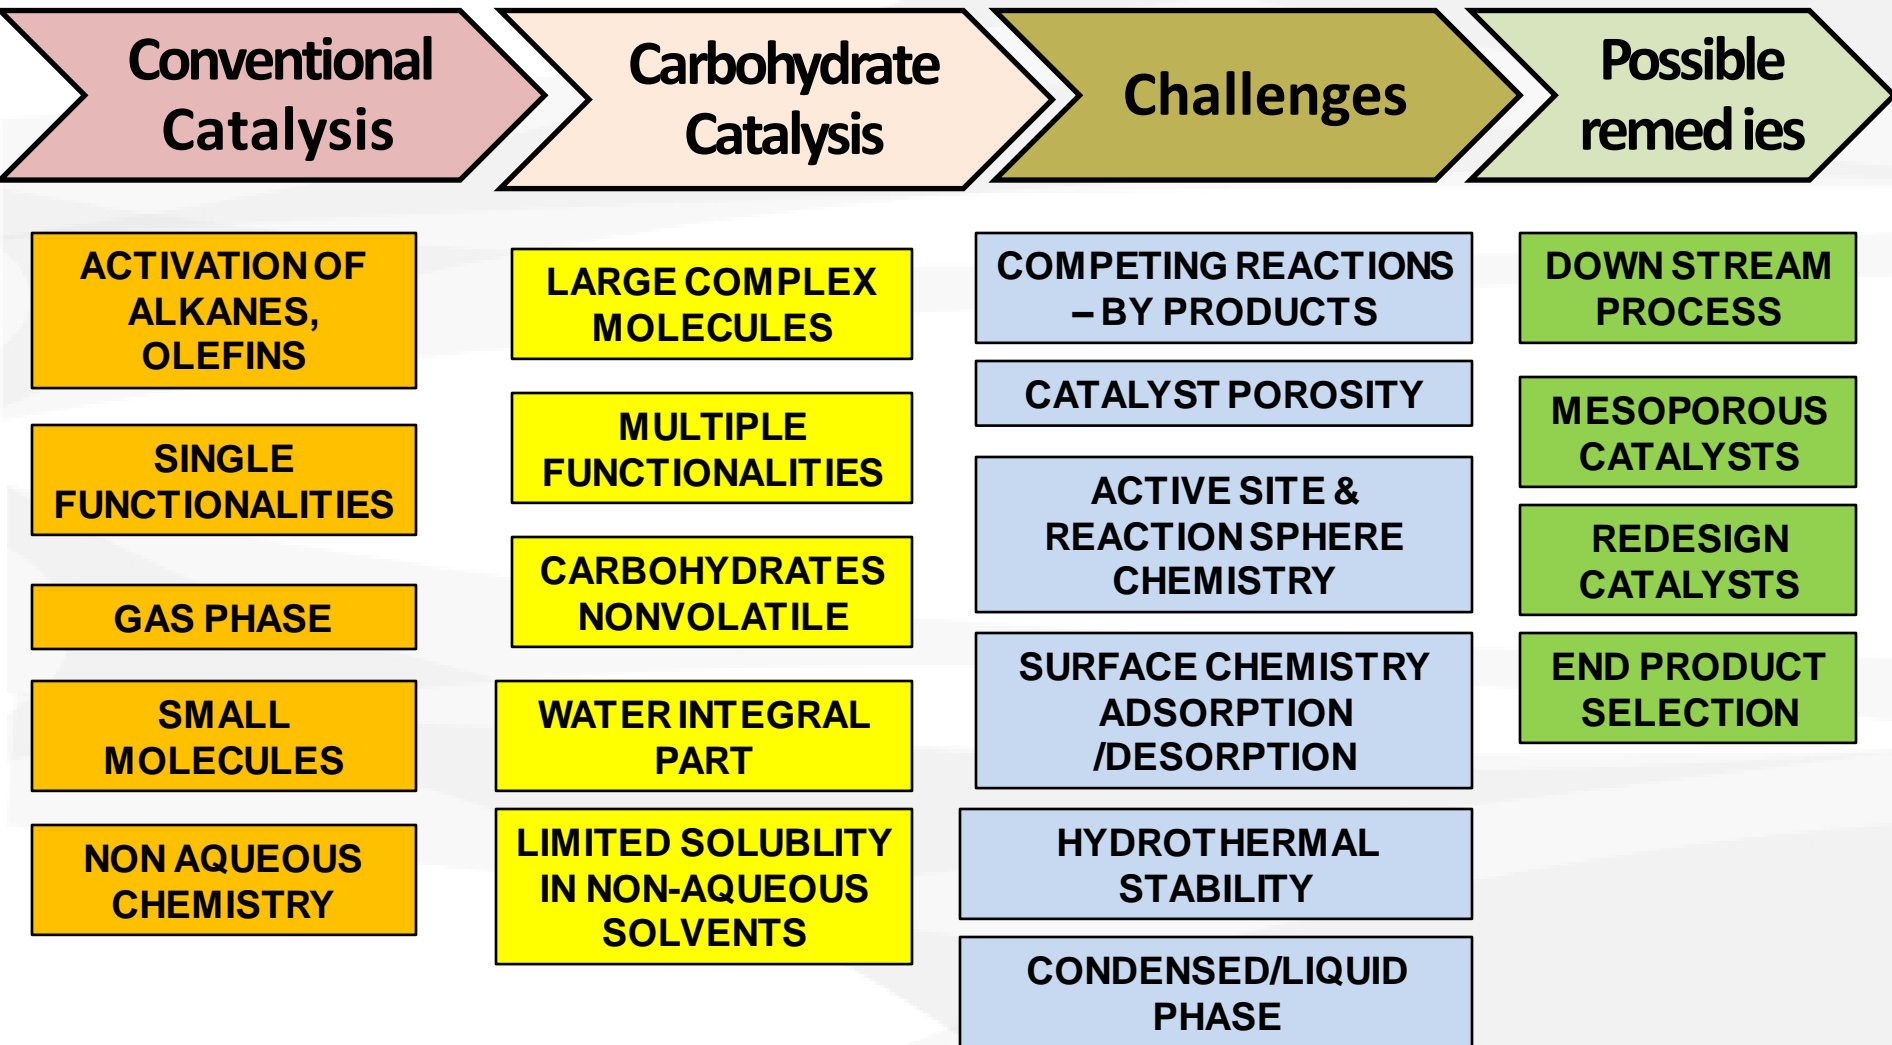 Conventional
Catalysis
Carbohydrate
Catalysis
Challenges
Possible
remed ies
ACTIVATION OF
ALKANES,
OLEFINS
SINGLE
FUNCTIONALITIES
GAS PHASE
SMALL
MOLECULES
NON AQUEOUS
CHEMISTRY
LARGE COMPLEX
MOLECULES
MULTIPLE
FUNCTIONALITIES
CARBOHYDRATES
NONVOLATILE
WATER INTEGRAL
PART
LIMITED SOLUBLITY
IN NON-AQUEOUS
SOLVENTS
COMPETING REACTIONS
– BY PRODUCTS
CATALYST POROSITY
ACTIVE SITE &
REACTION SPHERE
CHEMISTRY
SURFACE CHEMISTRY
ADSORPTION
/DESORPTION
HYDROTHERMAL
STABILITY
CONDENSED/LIQUID
PHASE
DOWN STREAM
PROCESS
MESOPOROUS
CATALYSTS
REDESIGN
CATALYSTS
END PRODUCT
SELECTION